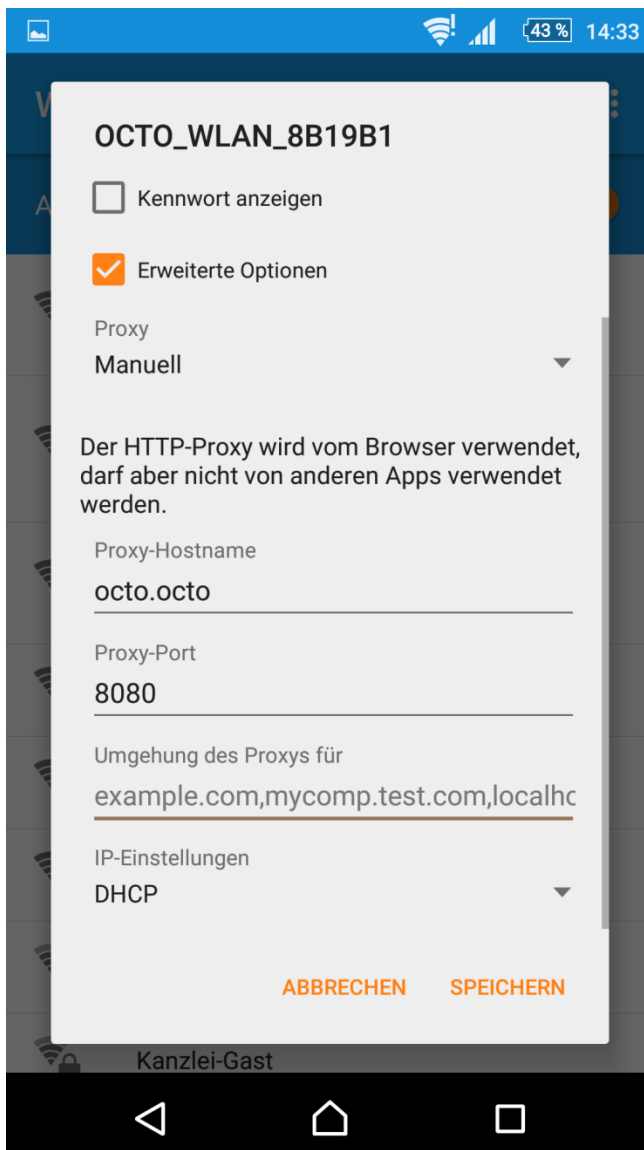 43 % 14:33
W
OCTO_WLAN_8B19B1
A
Kennwort anzeigen
Erweiterte Optionen
Proxy
Manuell
Der HTTP-Proxy wird vom Browser verwendet,
darf aber nicht von anderen Apps verwendet
werden.
Proxy-Hostname
octo.octo
Proxy-Port
8080
Umgehung des Proxys für
example.com,mycomp.test.com,localhc
IP-Einstellungen
DHCP
ABBRECHEN SPEICHERN
Kanzlei-Gast